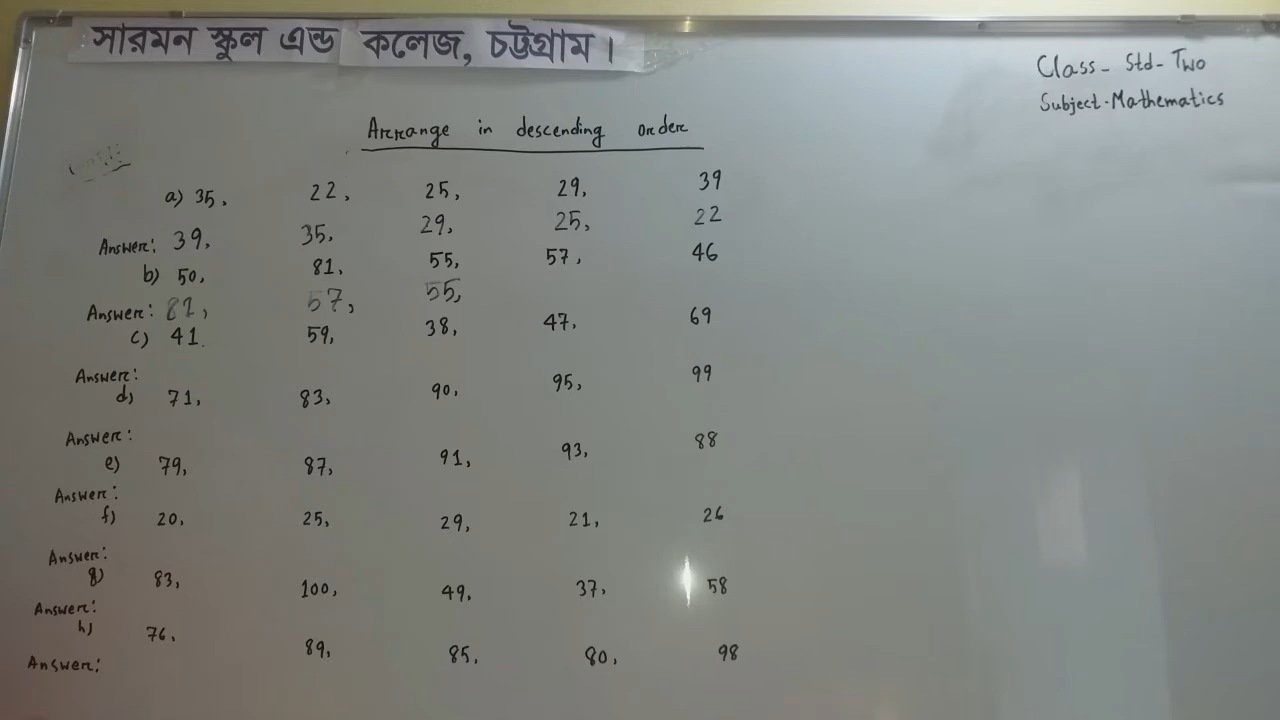 সারমন স্কুল এন্ড কলেজ, চট্টগ্রাম।
Class - Std - Two
Subject - Mathematics
Arrange in descending order
a) 35, 22, 25, 29, 39
Answer: 39, 35, 29, 25, 22
b) 50, 81, 55, 57, 46
Answer: 81, 57, 55,
c) 41. 59, 38, 47, 69
Answer:
d) 71, 83, 90, 95, 99
Answer:
e) 79, 87, 91, 93, 88
Answer:
f) 20, 25, 29, 21, 26
Answer:
g) 83, 100, 49, 37, 58
Answer:
h) 76, 89, 85, 80, 98
Answer: